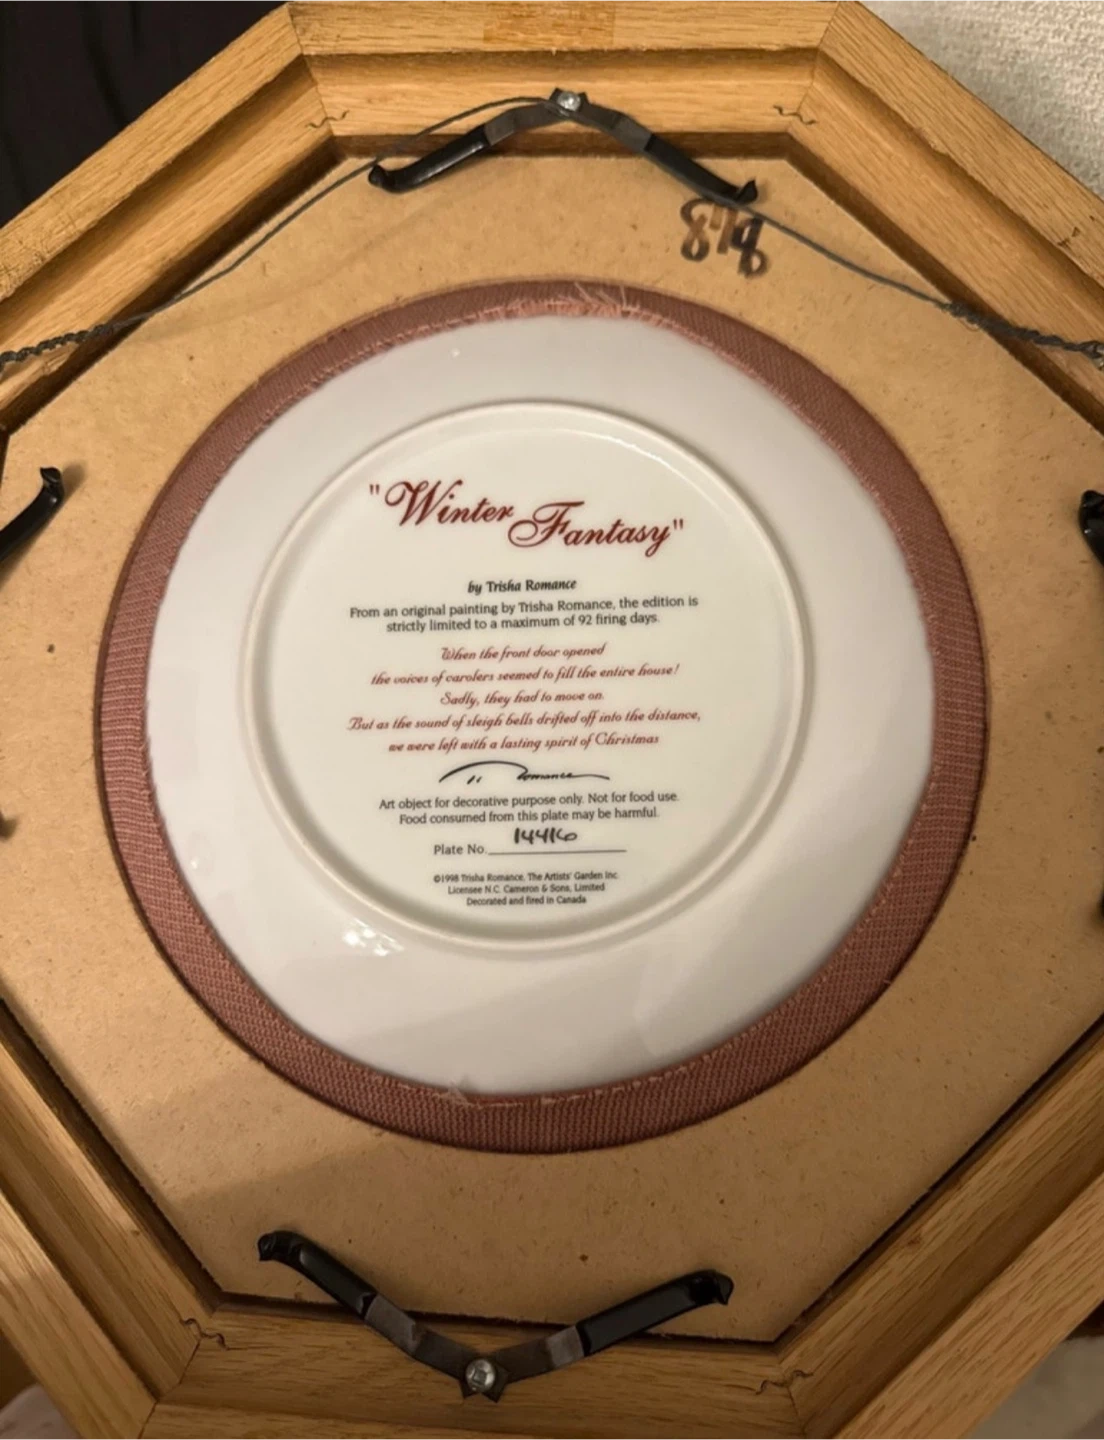 "Winter Fantasy"
by Trisha Romance
From an original painting by Trisha Romance, the edition is
strictly limited to a maximum of 92 firing days.
When the front door opened
the voices of carolers seemed to fill the entire house!
Sadly, they had to move on.
But as the sound of sleigh bells drifted off into the distance,
we were left with a lasting spirit of Christmas
Romance
Art object for decorative purpose only. Not for food use.
Food consumed from this plate may be harmful.
Plate No. 14416
©1998 Trisha Romance, The Artists' Garden Inc.
Licensee N.C. Cameron & Sons, Limited
Decorated and fired in Canada